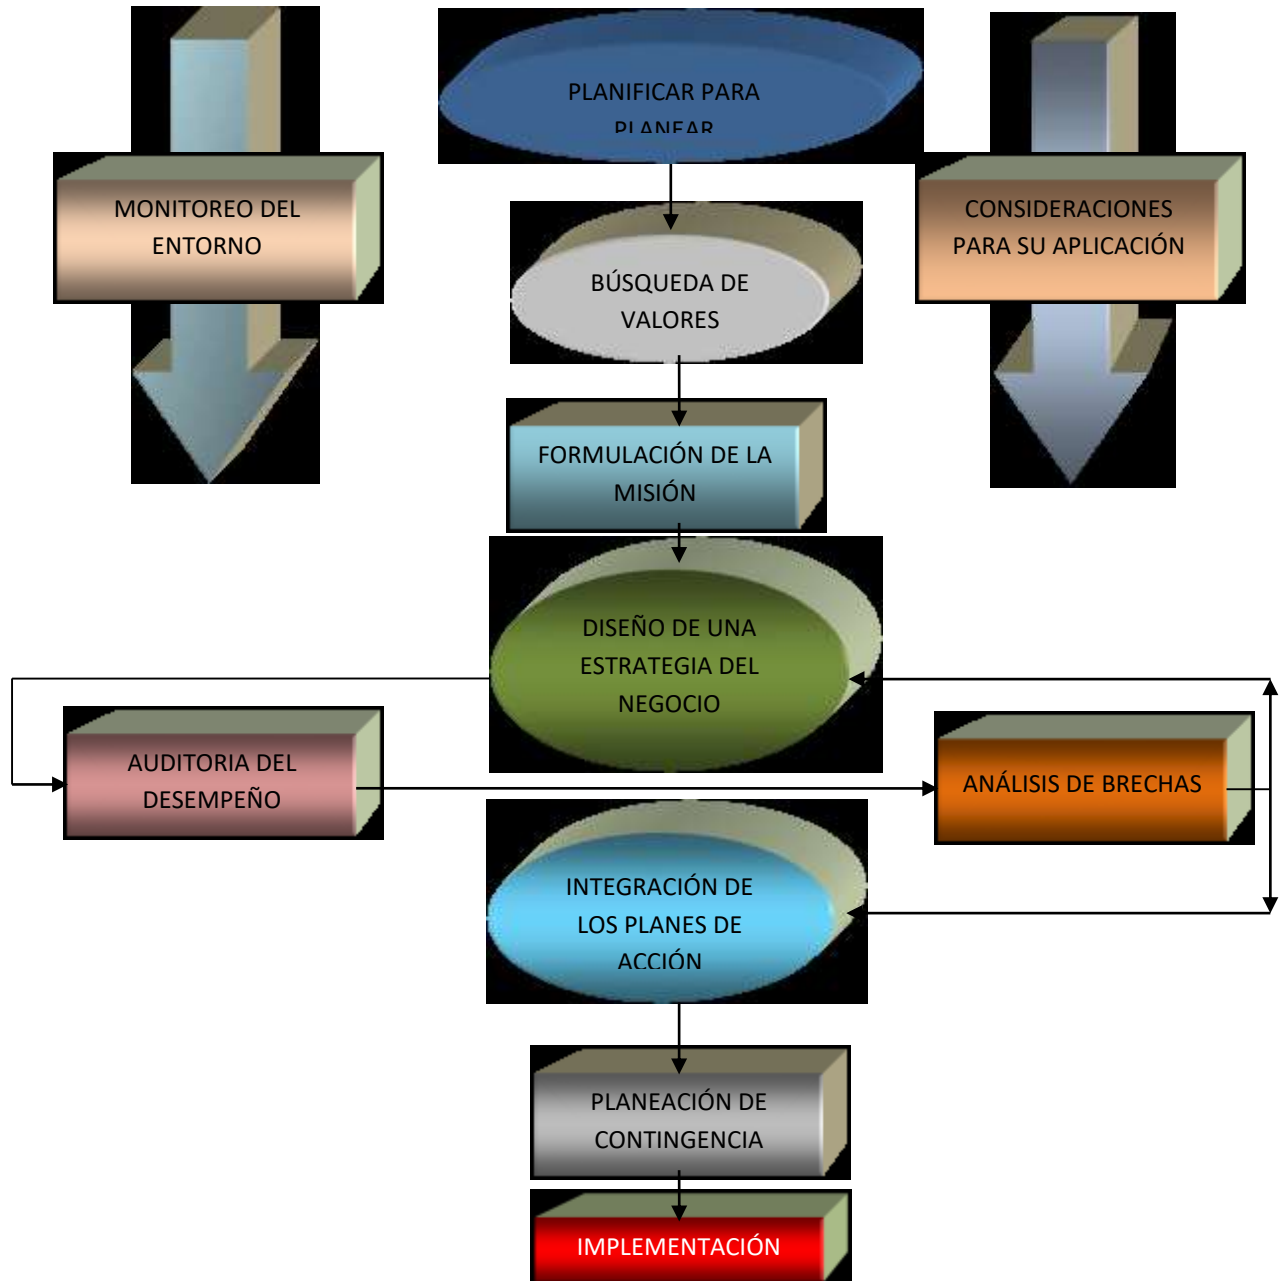 PLANIFICAR PARA
PLANEAR
MONITOREO DEL
ENTORNO
CONSIDERACIONES
PARA SU APLICACIÓN
BÚSQUEDA DE
VALORES
FORMULACIÓN DE LA
MISIÓN
DISEÑO DE UNA
ESTRATEGIA DEL
NEGOCIO
AUDITORIA DEL
DESEMPEÑO
ANÁLISIS DE BRECHAS
INTEGRACIÓN DE
LOS PLANES DE
ACCIÓN
PLANEACIÓN DE
CONTINGENCIA
IMPLEMENTACIÓN